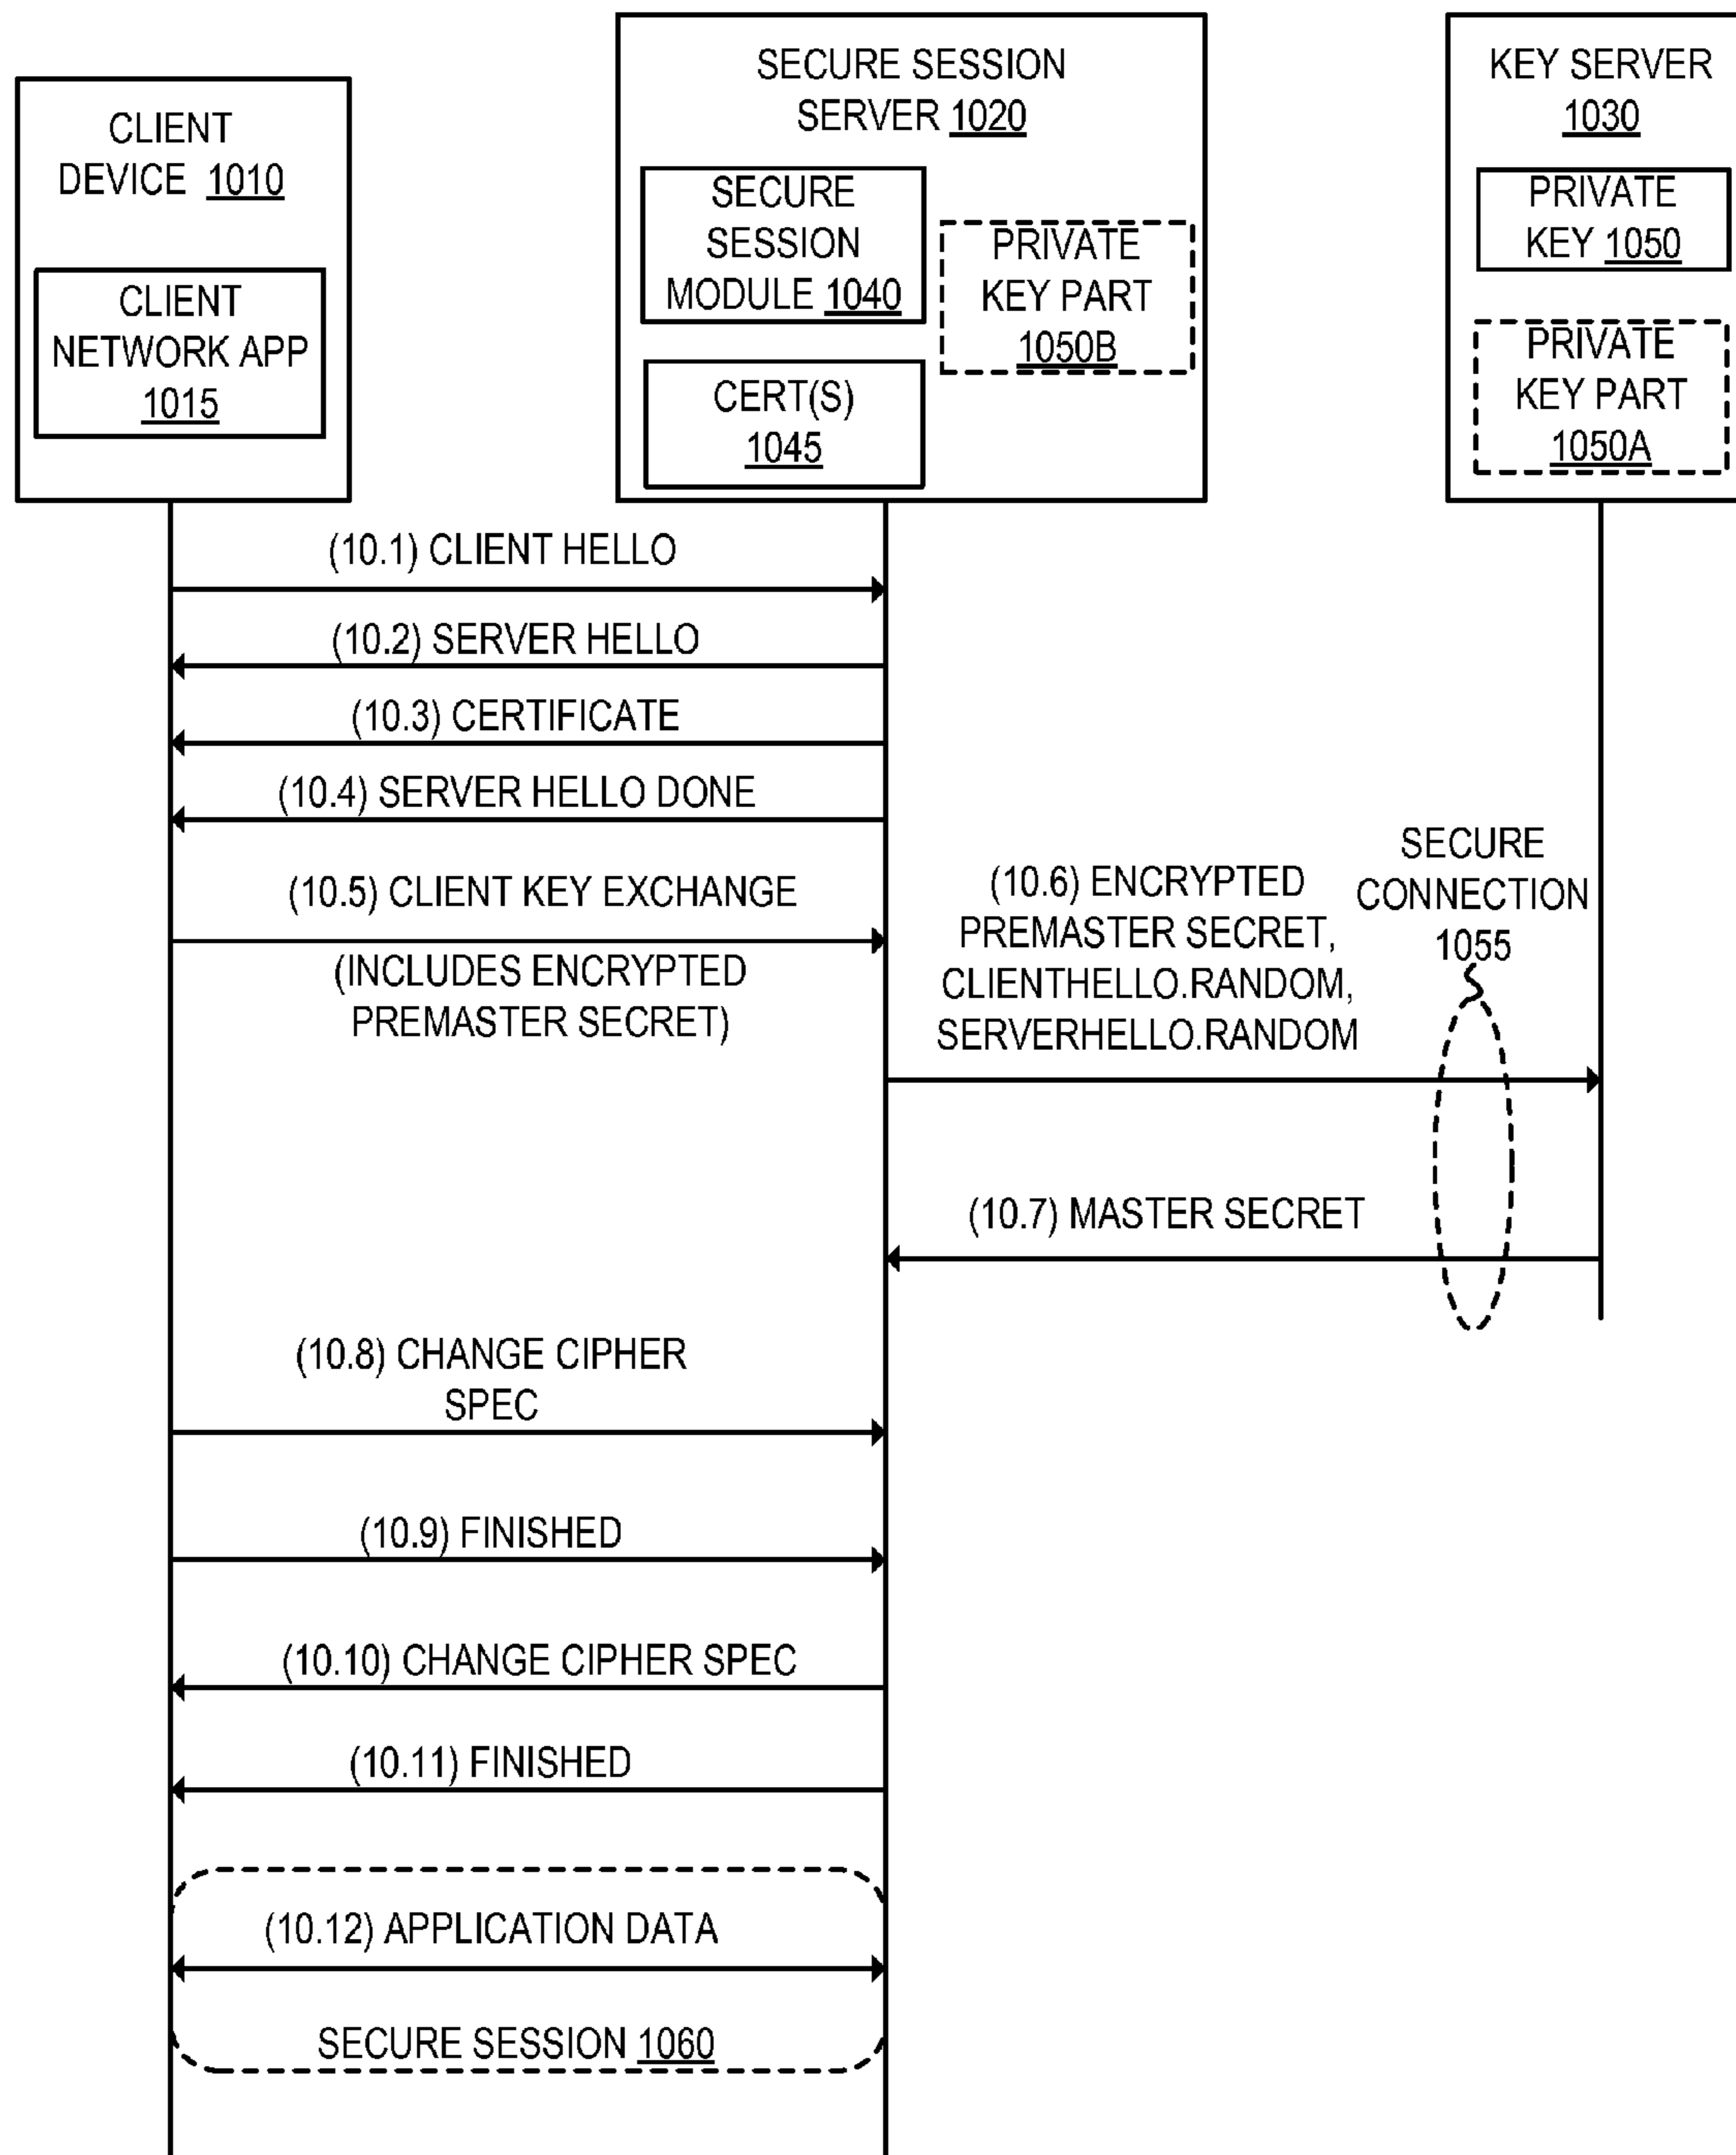 CLIENT
DEVICE 1010
CLIENT
NETWORK APP
1015
SECURE SESSION
SERVER 1020
SECURE
SESSION
MODULE 1040
PRIVATE
KEY PART
1050B
CERT(S)
1045
KEY SERVER
1030
PRIVATE
KEY 1050
PRIVATE
KEY PART
1050A
(10.1) CLIENT HELLO
(10.2) SERVER HELLO
(10.3) CERTIFICATE
(10.4) SERVER HELLO DONE
(10.5) CLIENT KEY EXCHANGE
(INCLUDES ENCRYPTED
PREMASTER SECRET)
(10.6) ENCRYPTED
PREMASTER SECRET,
CLIENTHELLO.RANDOM,
SERVERHELLO.RANDOM
SECURE
CONNECTION
1055
(10.7) MASTER SECRET
(10.8) CHANGE CIPHER
SPEC
(10.9) FINISHED
(10.10) CHANGE CIPHER SPEC
(10.11) FINISHED
(10.12) APPLICATION DATA
SECURE SESSION 1060